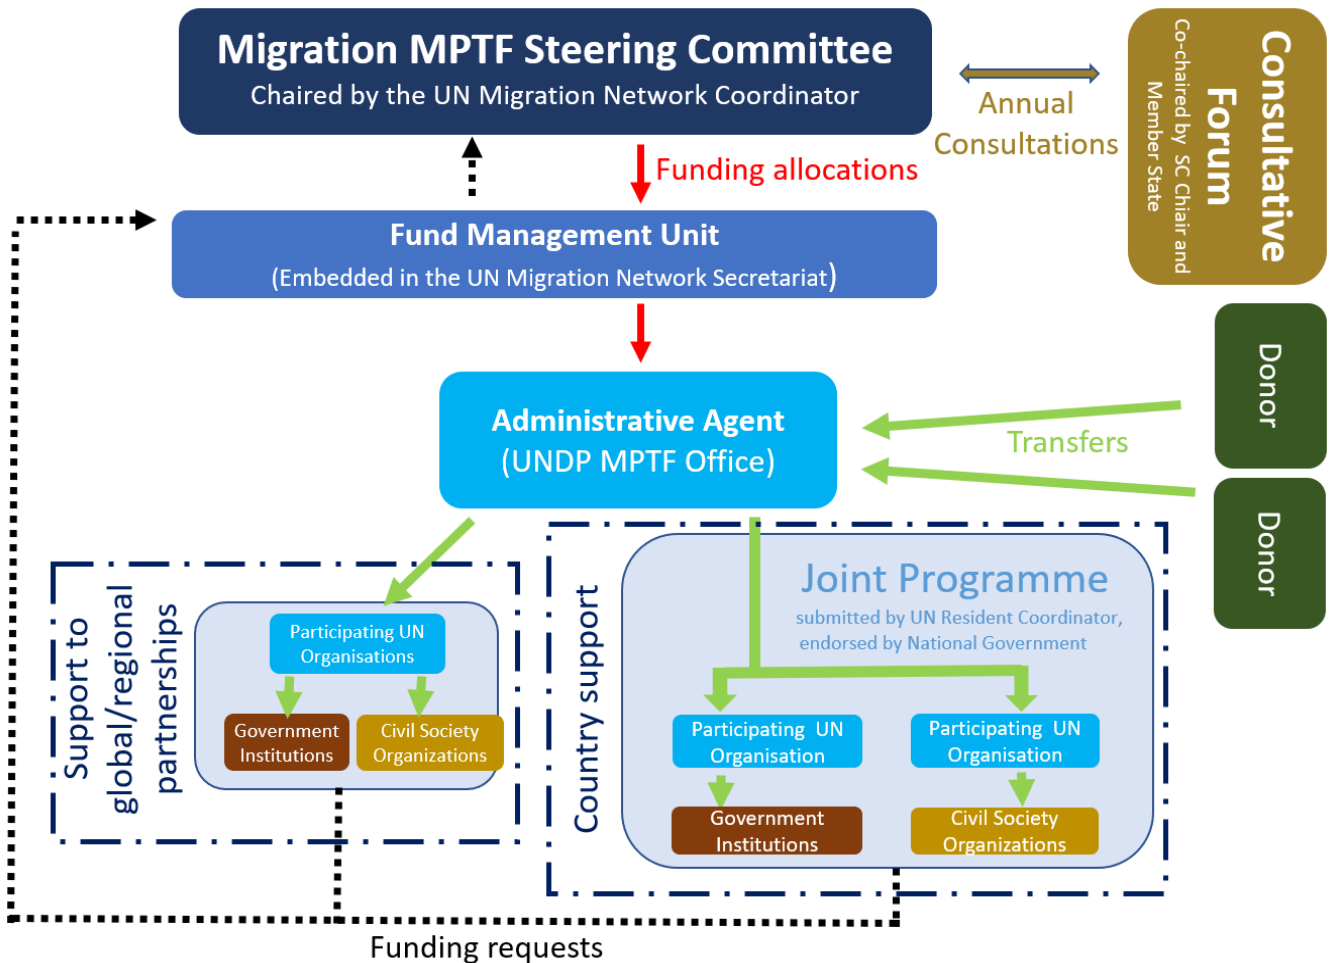 Migration MPTF Steering Committee
Chaired by the UN Migration Network Coordinator
Annual
Consultations
Consultative
Forum
Co-chaired by SC Chiair and
Member State
Funding allocations
Fund Management Unit
(Embedded in the UN Migration Network Secretariat)
Administrative Agent
(UNDP MPTF Office)
Transfers
Donor
Donor
Support to
global/regional
partnerships
Participating UN
Organisations
Government
Institutions
Civil Society
Organizations
Country support
Joint Programme
submitted by UN Resident Coordinator,
endorsed by National Government
Participating UN
Organisation
Participating UN
Organisation
Government
Institutions
Civil Society
Organizations
Funding requests